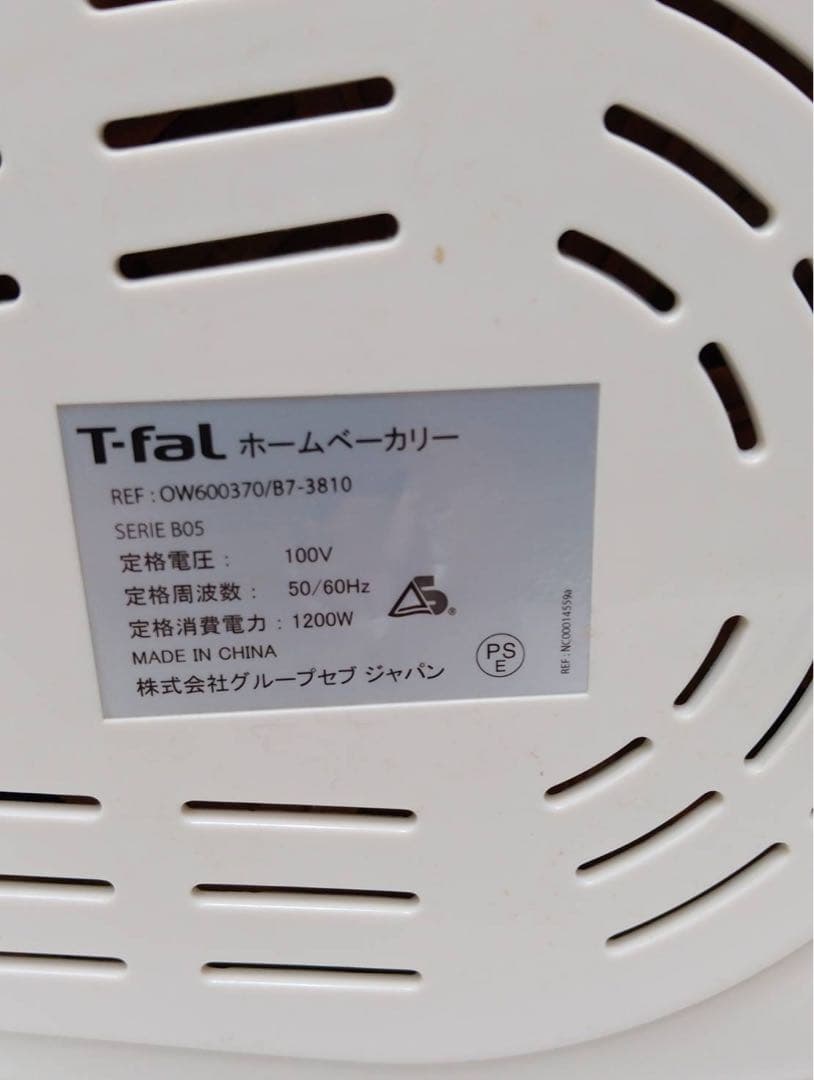 T-faL ホームベーカリー
REF : OW600370/B7-3810
SERIE B05
定格電圧 : 100V
定格周波数 : 50/60Hz
定格消費電力 : 1200W
MADE IN CHINA
株式会社グループセブ ジャパン
S
®
PS
E
REF : NC00014559a